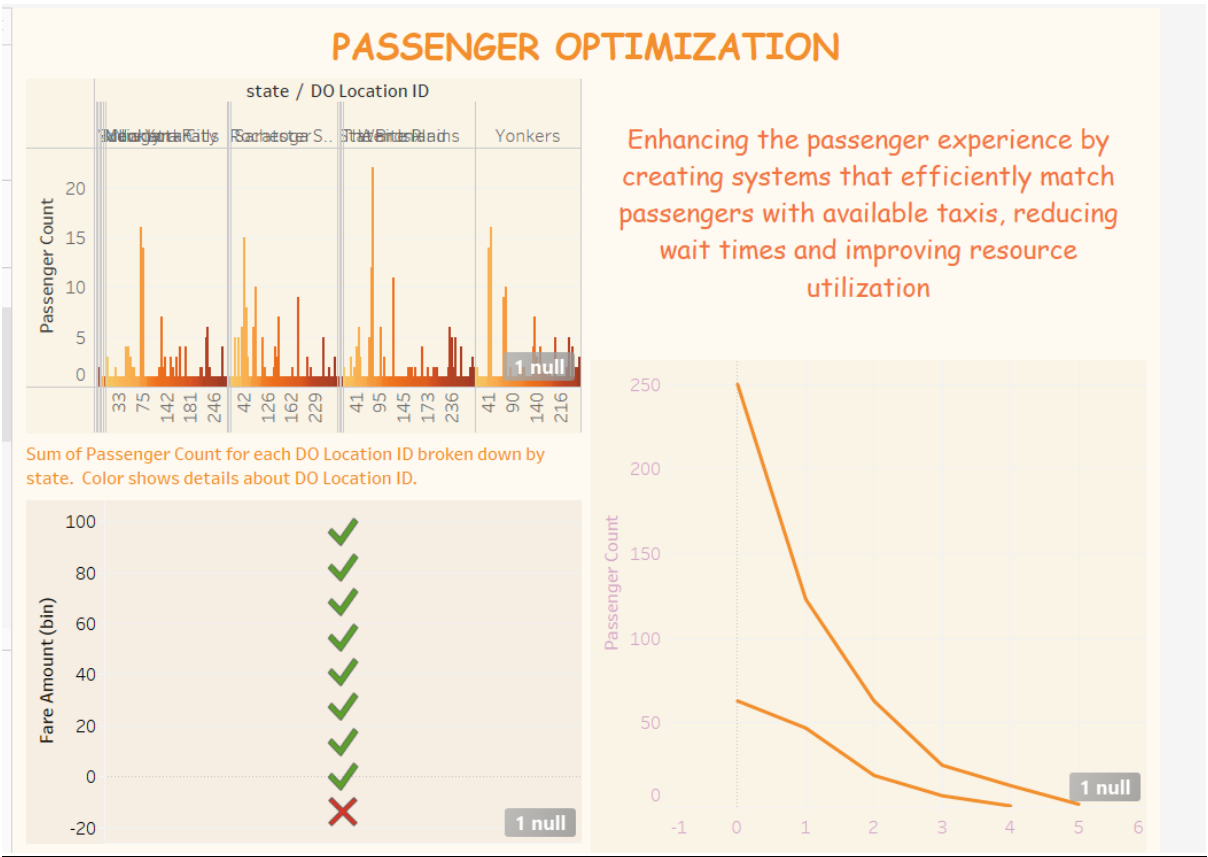 PASSENGER OPTIMIZATION
state / DO Location ID
Yonkers
Passenger Count
20
15
10
5
0
1 null
33 75 142 181 246 42 126 162 229 41 95 145 173 236 41 90 140 216
Sum of Passenger Count for each DO Location ID broken down by
state. Color shows details about DO Location ID.
Enhancing the passenger experience by
creating systems that efficiently match
passengers with available taxis, reducing
wait times and improving resource
utilization
Fare Amount (bin)
100
80
60
40
20
0
-20
1 null
Passenger Count
250
200
150
100
50
0
1 null
-1 0 1 2 3 4 5 6